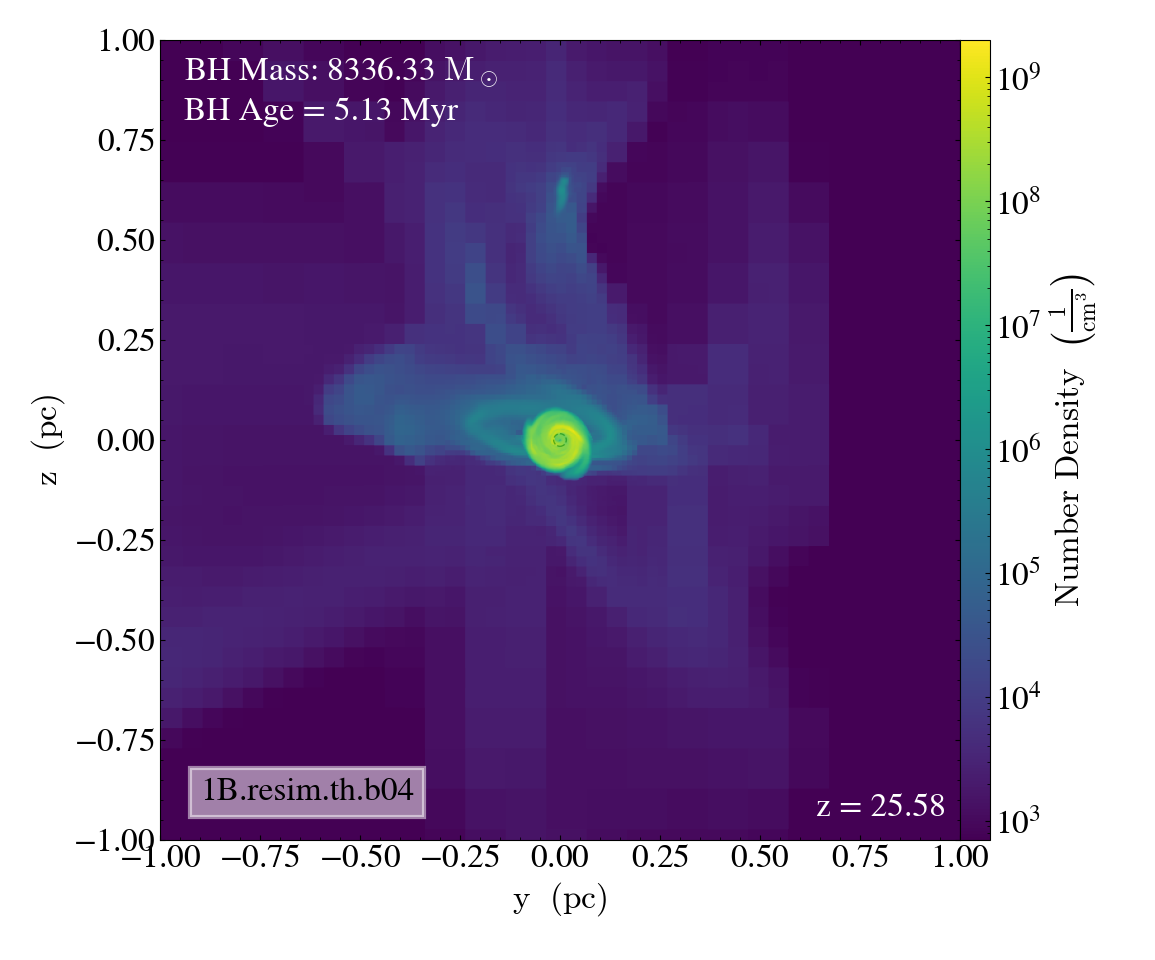 BH Mass: 8336.33 M⊙
BH Age = 5.13 Myr
1.00
0.75
0.50
0.25
0.00
−0.25
−0.50
−0.75
−1.00
z (pc)
1B.resim.th.b04
z = 25.58
−1.00 −0.75 −0.50 −0.25 0.00 0.25 0.50 0.75 1.00
y (pc)
10⁹
10⁸
10⁷
10⁶
10⁵
10⁴
10³
Number Density (1/cm³)